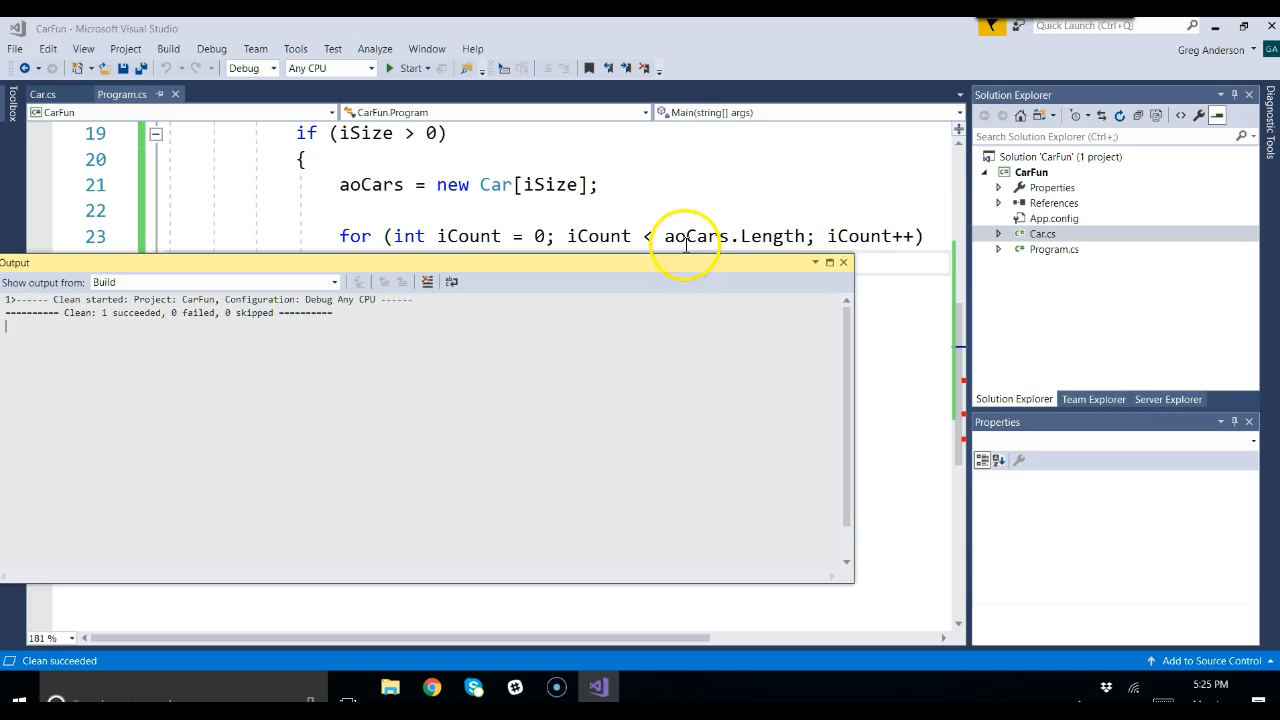 CarFun - Microsoft Visual Studio
Quick Launch (Ctrl+Q)
File Edit View Project Build Debug Team Tools Test Analyze Window Help
Greg Anderson
GA
Debug
Any CPU
Start
Toolbox
Car.cs
Program.cs
CarFun
CarFun.Program
Main(string[] args)
19 if (iSize > 0)
20 {
21 aoCars = new Car[iSize];
22
23 for (int iCount = 0; iCount < aoCars.Length; iCount++)
Output
Show output from: Build
1>------ Clean started: Project: CarFun, Configuration: Debug Any CPU ------
========== Clean: 1 succeeded, 0 failed, 0 skipped ==========
181 %
Solution Explorer
Search Solution Explorer (Ctrl+;)
Solution 'CarFun' (1 project)
CarFun
Properties
References
App.config
Car.cs
Program.cs
Solution Explorer Team Explorer Server Explorer
Properties
Diagnostic Tools
Clean succeeded
Add to Source Control
5:25 PM